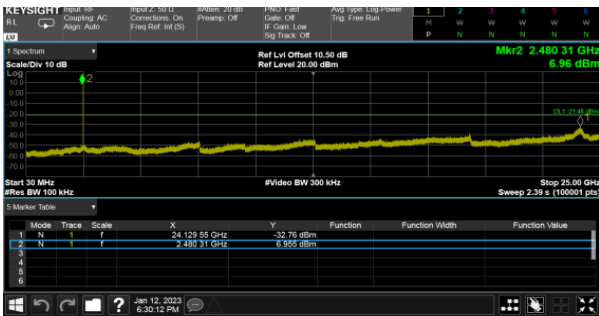 KEYSIGHT Input: RF Input Z: 50 Ω #Atten: 20 dB PNO: Fast Avg Type: Log-Power 1 2 3 4 5 6
RL Coupling: AC Corrections: On Preamp: Off Gate: Off Trig: Free Run M W W W W W
Align: Auto Freq Ref: Int (S) IF Gain: Low
Sig Track: Off P N N N N N
1 Spectrum Ref Lvl Offset 10.50 dB Mkr2 2.480 31 GHz
Scale/Div 10 dB Ref Level 20.00 dBm 6.96 dBm
Log
10.0
0.00
-10.0
-20.0
-30.0
-40.0
-50.0
-60.0
-70.0
2
1
Start 30 MHz #Video BW 300 kHz Stop 25.00 GHz
#Res BW 100 kHz Sweep 2.39 s (100001 pts)
5 Marker Table
Mode Trace Scale X Y Function Function Width Function Value
1 N 1 f 24.129 55 GHz -32.76 dBm
2 N 1 f 2.480 31 GHz 6.955 dBm
3
4
5
6
? Jan 12, 2023
6:30:12 PM